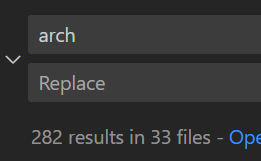 arch
Replace
282 results in 33 files - Ope